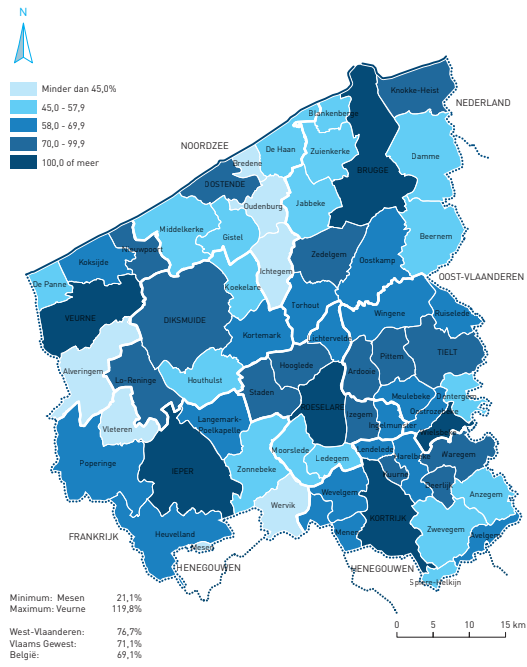 N
Minder dan 45,0%
45,0 - 57,9
58,0 - 69,9
70,0 - 99,9
100,0 of meer
NOORDZEE
NEDERLAND
OOST-VLAANDEREN
FRANKRIJK
HENEGOUWEN
HENEGOUWEN
Knokke-Heist
Blankenberge
De Haan
Zuienkerke
Damme
Bredene
BRUGGE
OOSTENDE
Oudenburg
Jabbeke
Middelkerke
Gistel
Beernem
Nieuwpoort
Zedelgem
Oostkamp
Koksijde
Ichtegem
De Panne
Koekelare
VEURNE
DIKSMUIDE
Torhout
Wingene
Ruiselede
Kortemark
Lichtervelde
Hooglede
Pittem
TIELT
Alveringem
Lo-Reninge
Houthulst
Staden
Ardooie
Meulebeke
Dentergem
ROESELARE
Oostrozebeke
Izegem
Ingelmunster
Langemark-
Poelkapelle
Vleteren
Wielsbeke
Moorslede
Ledegem
Lendelede
Harelbeke
Waregem
Poperinge
IEPER
Zonnebeke
Kuurne
Deerlijk
Wevelgem
Anzegem
Wervik
KORTRIJK
Menen
Zwevegem
Avelgem
Heuvelland
Mesen
Spiere-Helkijn
Minimum: Mesen 21,1%
Maximum: Veurne 119,8%
West-Vlaanderen: 76,7%
Vlaams Gewest: 71,1%
België: 69,1%
0 5 10 15 km